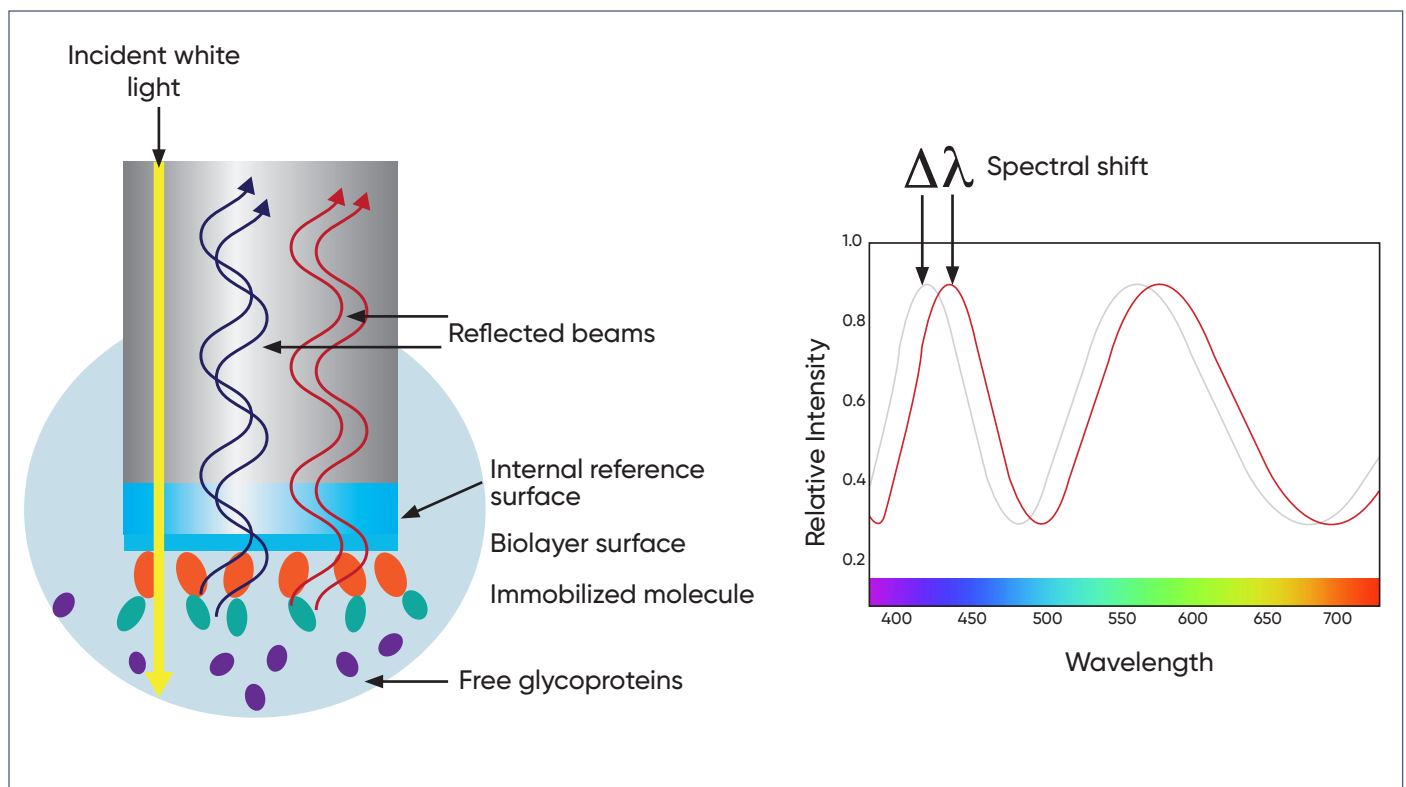 Incident white
light
Reflected beams
Internal reference
surface
Biolayer surface
Immobilized molecule
Free glycoproteins
Δλ Spectral shift
1.0
0.8
0.6
0.4
0.2
Relative Intensity
400 450 500 550 600 650 700
Wavelength